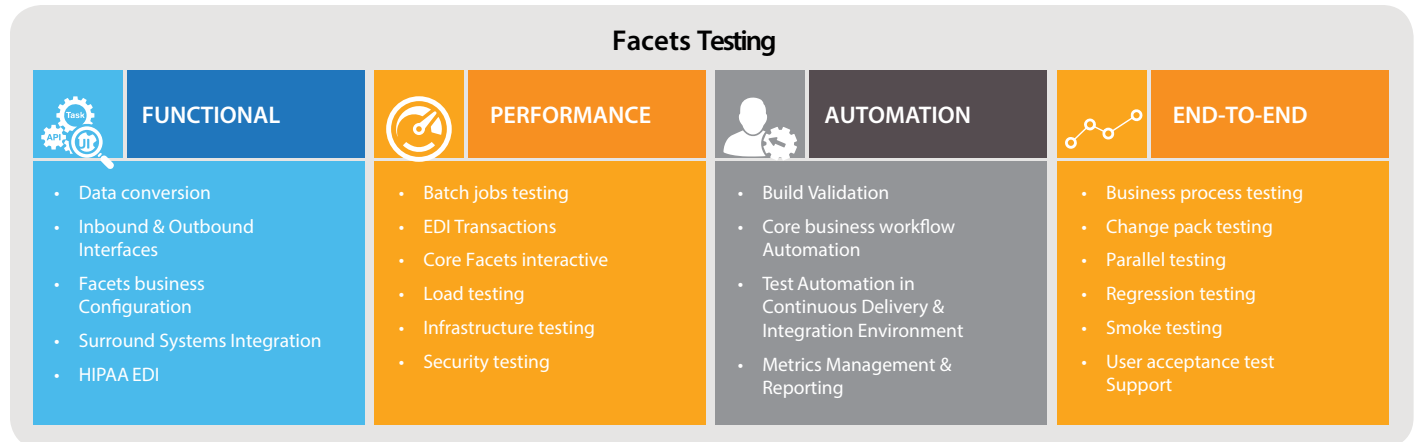 Facets Testing
Task
API
FUNCTIONAL
• Data conversion
• Inbound & Outbound
Interfaces
• Facets business
Configuration
• Surround Systems Integration
• HIPAA EDI
PERFORMANCE
• Batch jobs testing
• EDI Transactions
• Core Facets interactive
• Load testing
• Infrastructure testing
• Security testing
AUTOMATION
• Build Validation
• Core business workflow
Automation
• Test Automation in
Continuous Delivery &
Integration Environment
• Metrics Management &
Reporting
END-TO-END
• Business process testing
• Change pack testing
• Parallel testing
• Regression testing
• Smoke testing
• User acceptance test
Support